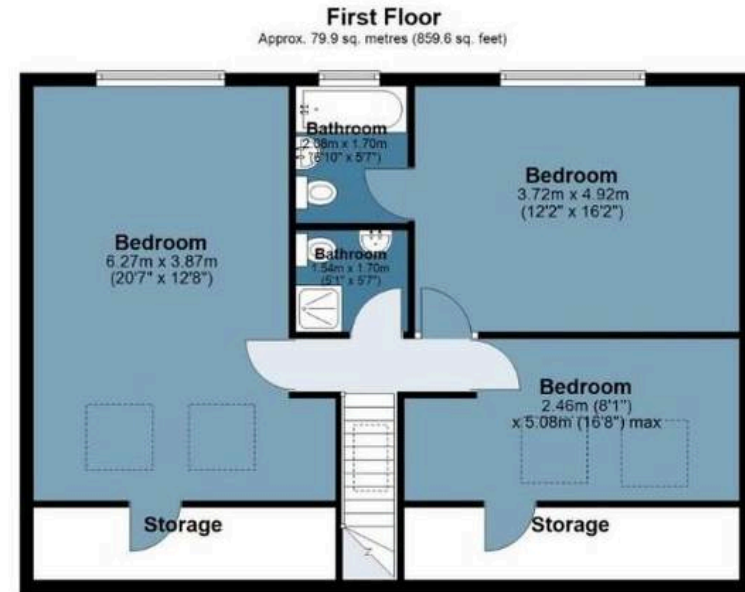 First Floor
Approx. 79.9 sq. metres (859.6 sq. feet)
Bathroom
2.08m x 1.70m
(6'10" x 5'7")
Bedroom
3.72m x 4.92m
(12'2" x 16'2")
Bedroom
6.27m x 3.87m
(20'7" x 12'8")
Bathroom
1.54m x 1.70m
(5'1" x 5'7")
Bedroom
2.46m (8'1")
x 5.08m (16'8") max
Storage
Storage